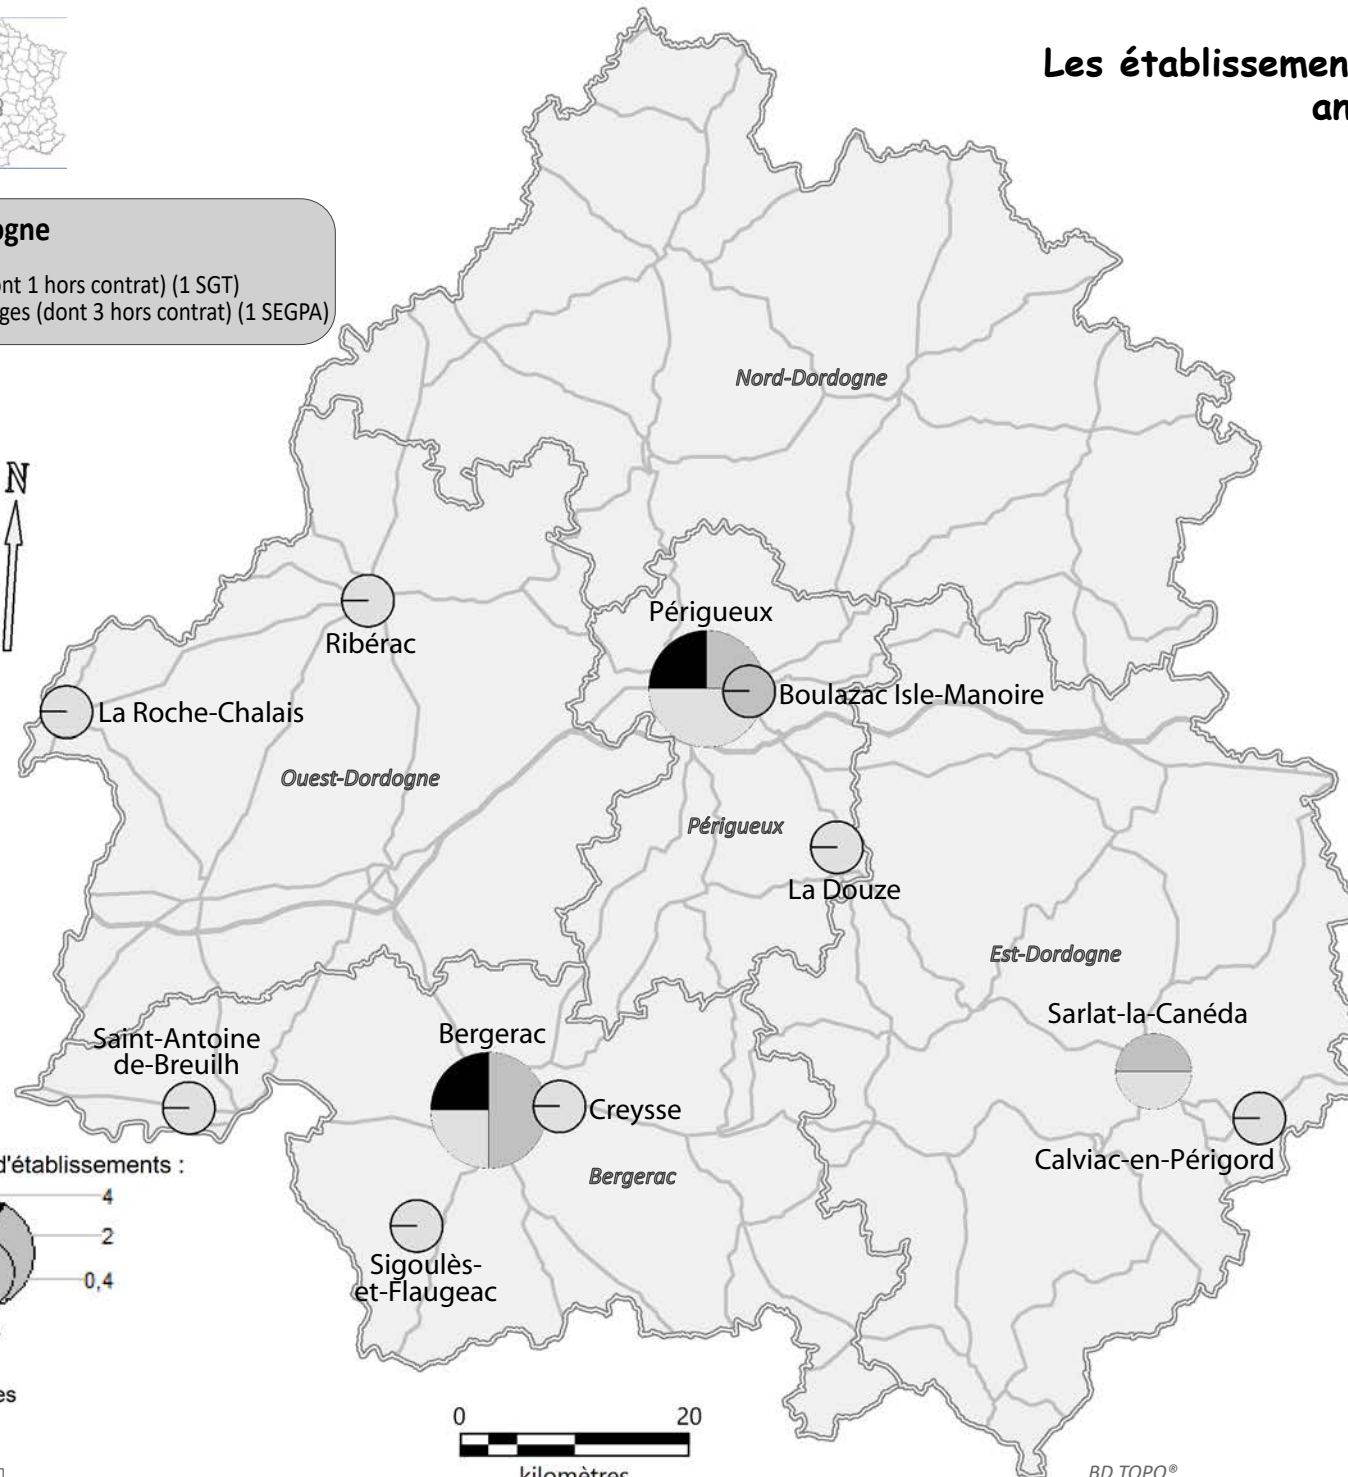 Les établissemen
an
ogne
nt 1 hors contrat) (1 SGT)
ges (dont 3 hors contrat) (1 SEGPA)
N
Nord-Dordogne
Périgueux
Ribérac
Boulazac Isle-Manoire
La Roche-Chalais
Ouest-Dordogne
Périgueux
La Douze
Est-Dordogne
Sarlat-la-Canéda
Saint-Antoine
de-Breuilh
Bergerac
Creysse
Calviac-en-Périgord
Bergerac
d'établissements :
4
2
0,4
Sigoulès-
et-Flaugeac
es
0 20
kilomètres
BD TOPO®